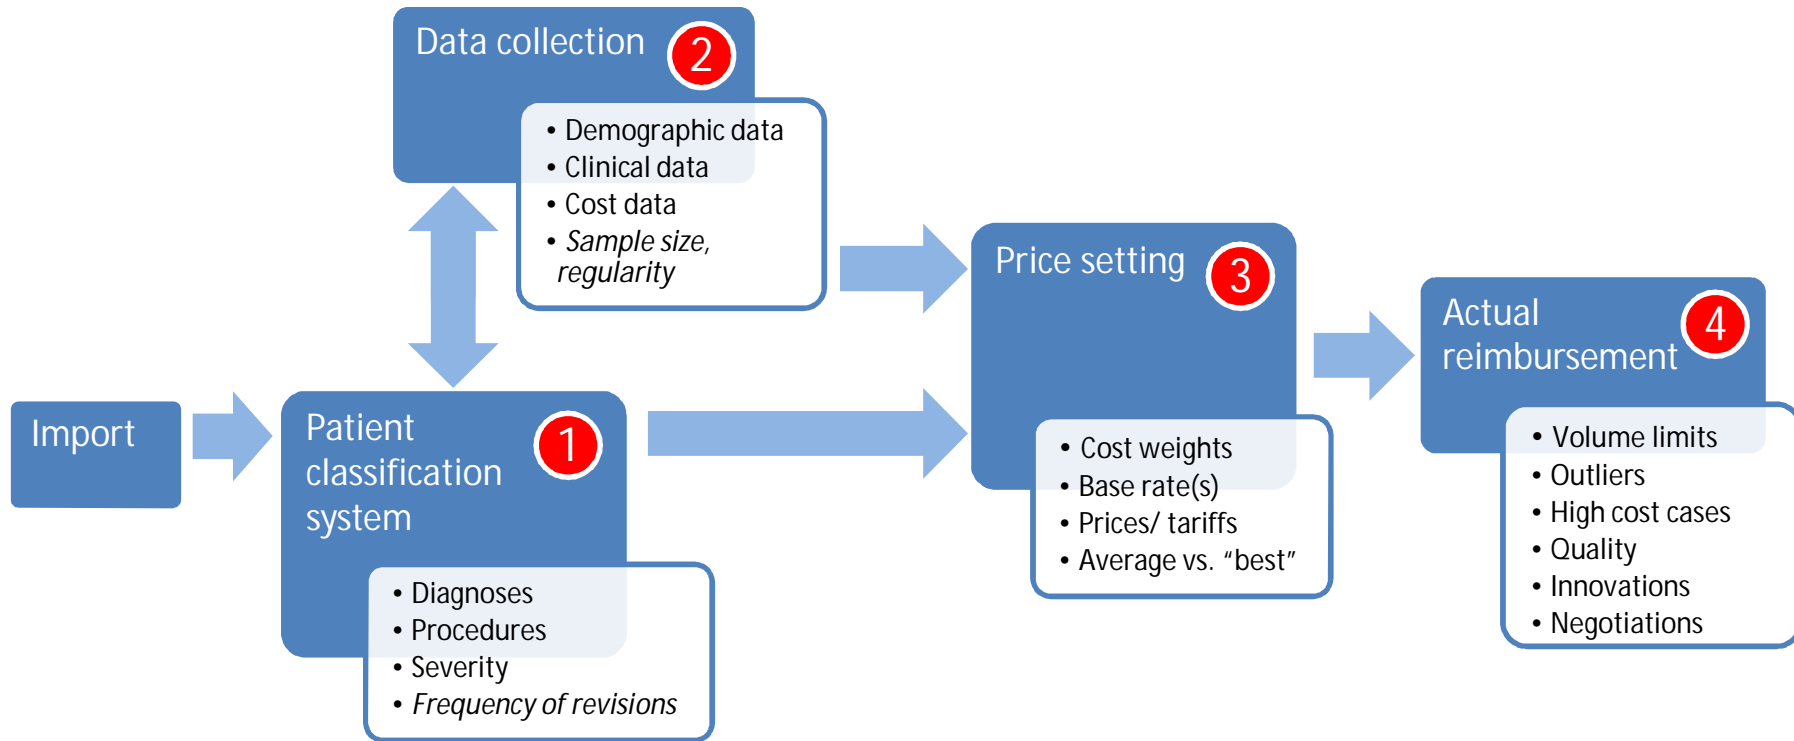 Data collection
2
• Demographic data
• Clinical data
• Cost data
• Sample size,
regularity
Price setting
3
• Cost weights
• Base rate(s)
• Prices/ tariffs
• Average vs. “best”
Actual
reimbursement
4
• Volume limits
• Outliers
• High cost cases
• Quality
• Innovations
• Negotiations
Import
Patient
classification
system
1
• Diagnoses
• Procedures
• Severity
• Frequency of revisions